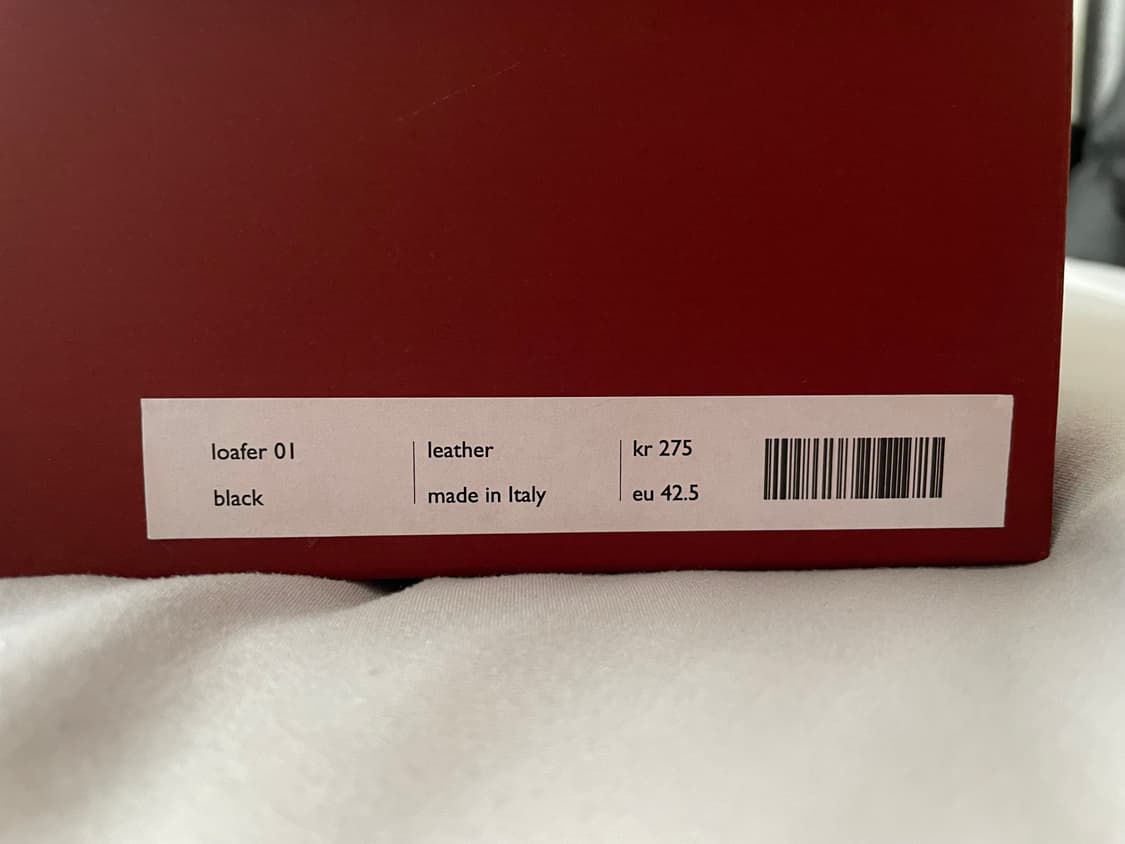 loafer 01
black
leather
made in Italy
kr 275
eu 42.5